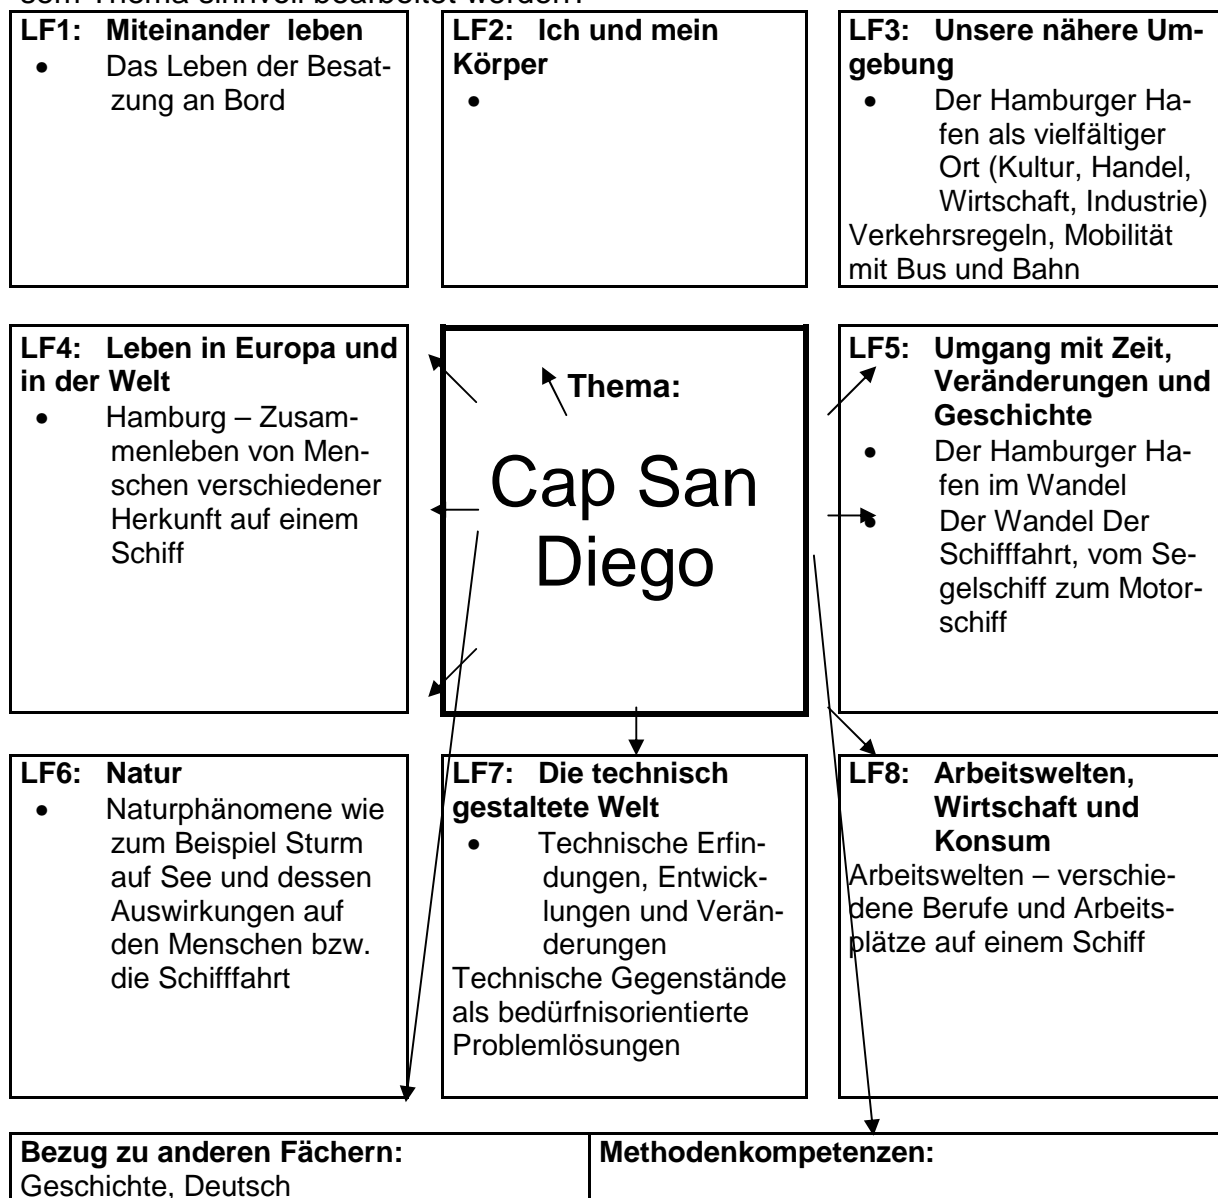 LF1: Miteinander leben
• Das Leben der Besat-
zung an Bord
LF2: Ich und mein
Körper
•
LF3: Unsere nähere Um-
gebung
• Der Hamburger Ha-
fen als vielfältiger
Ort (Kultur, Handel,
Wirtschaft, Industrie)
Verkehrsregeln, Mobilität
mit Bus und Bahn
LF4: Leben in Europa und
in der Welt
• Hamburg – Zusam-
menleben von Men-
schen verschiedener
Herkunft auf einem
Schiff
Thema:
Cap San
Diego
LF5: Umgang mit Zeit,
Veränderungen und
Geschichte
• Der Hamburger Ha-
fen im Wandel
• Der Wandel Der
Schifffahrt, vom Se-
gelschiff zum Motor-
schiff
LF6: Natur
• Naturphänomene wie
zum Beispiel Sturm
auf See und dessen
Auswirkungen auf
den Menschen bzw.
die Schifffahrt
LF7: Die technisch
gestaltete Welt
• Technische Erfin-
dungen, Entwick-
lungen und Verän-
derungen
Technische Gegenstände
als bedürfnisorientierte
Problemlösungen
LF8: Arbeitswelten,
Wirtschaft und
Konsum
Arbeitswelten – verschie-
dene Berufe und Arbeits-
plätze auf einem Schiff
Bezug zu anderen Fächern:
Geschichte, Deutsch
Methodenkompetenzen: